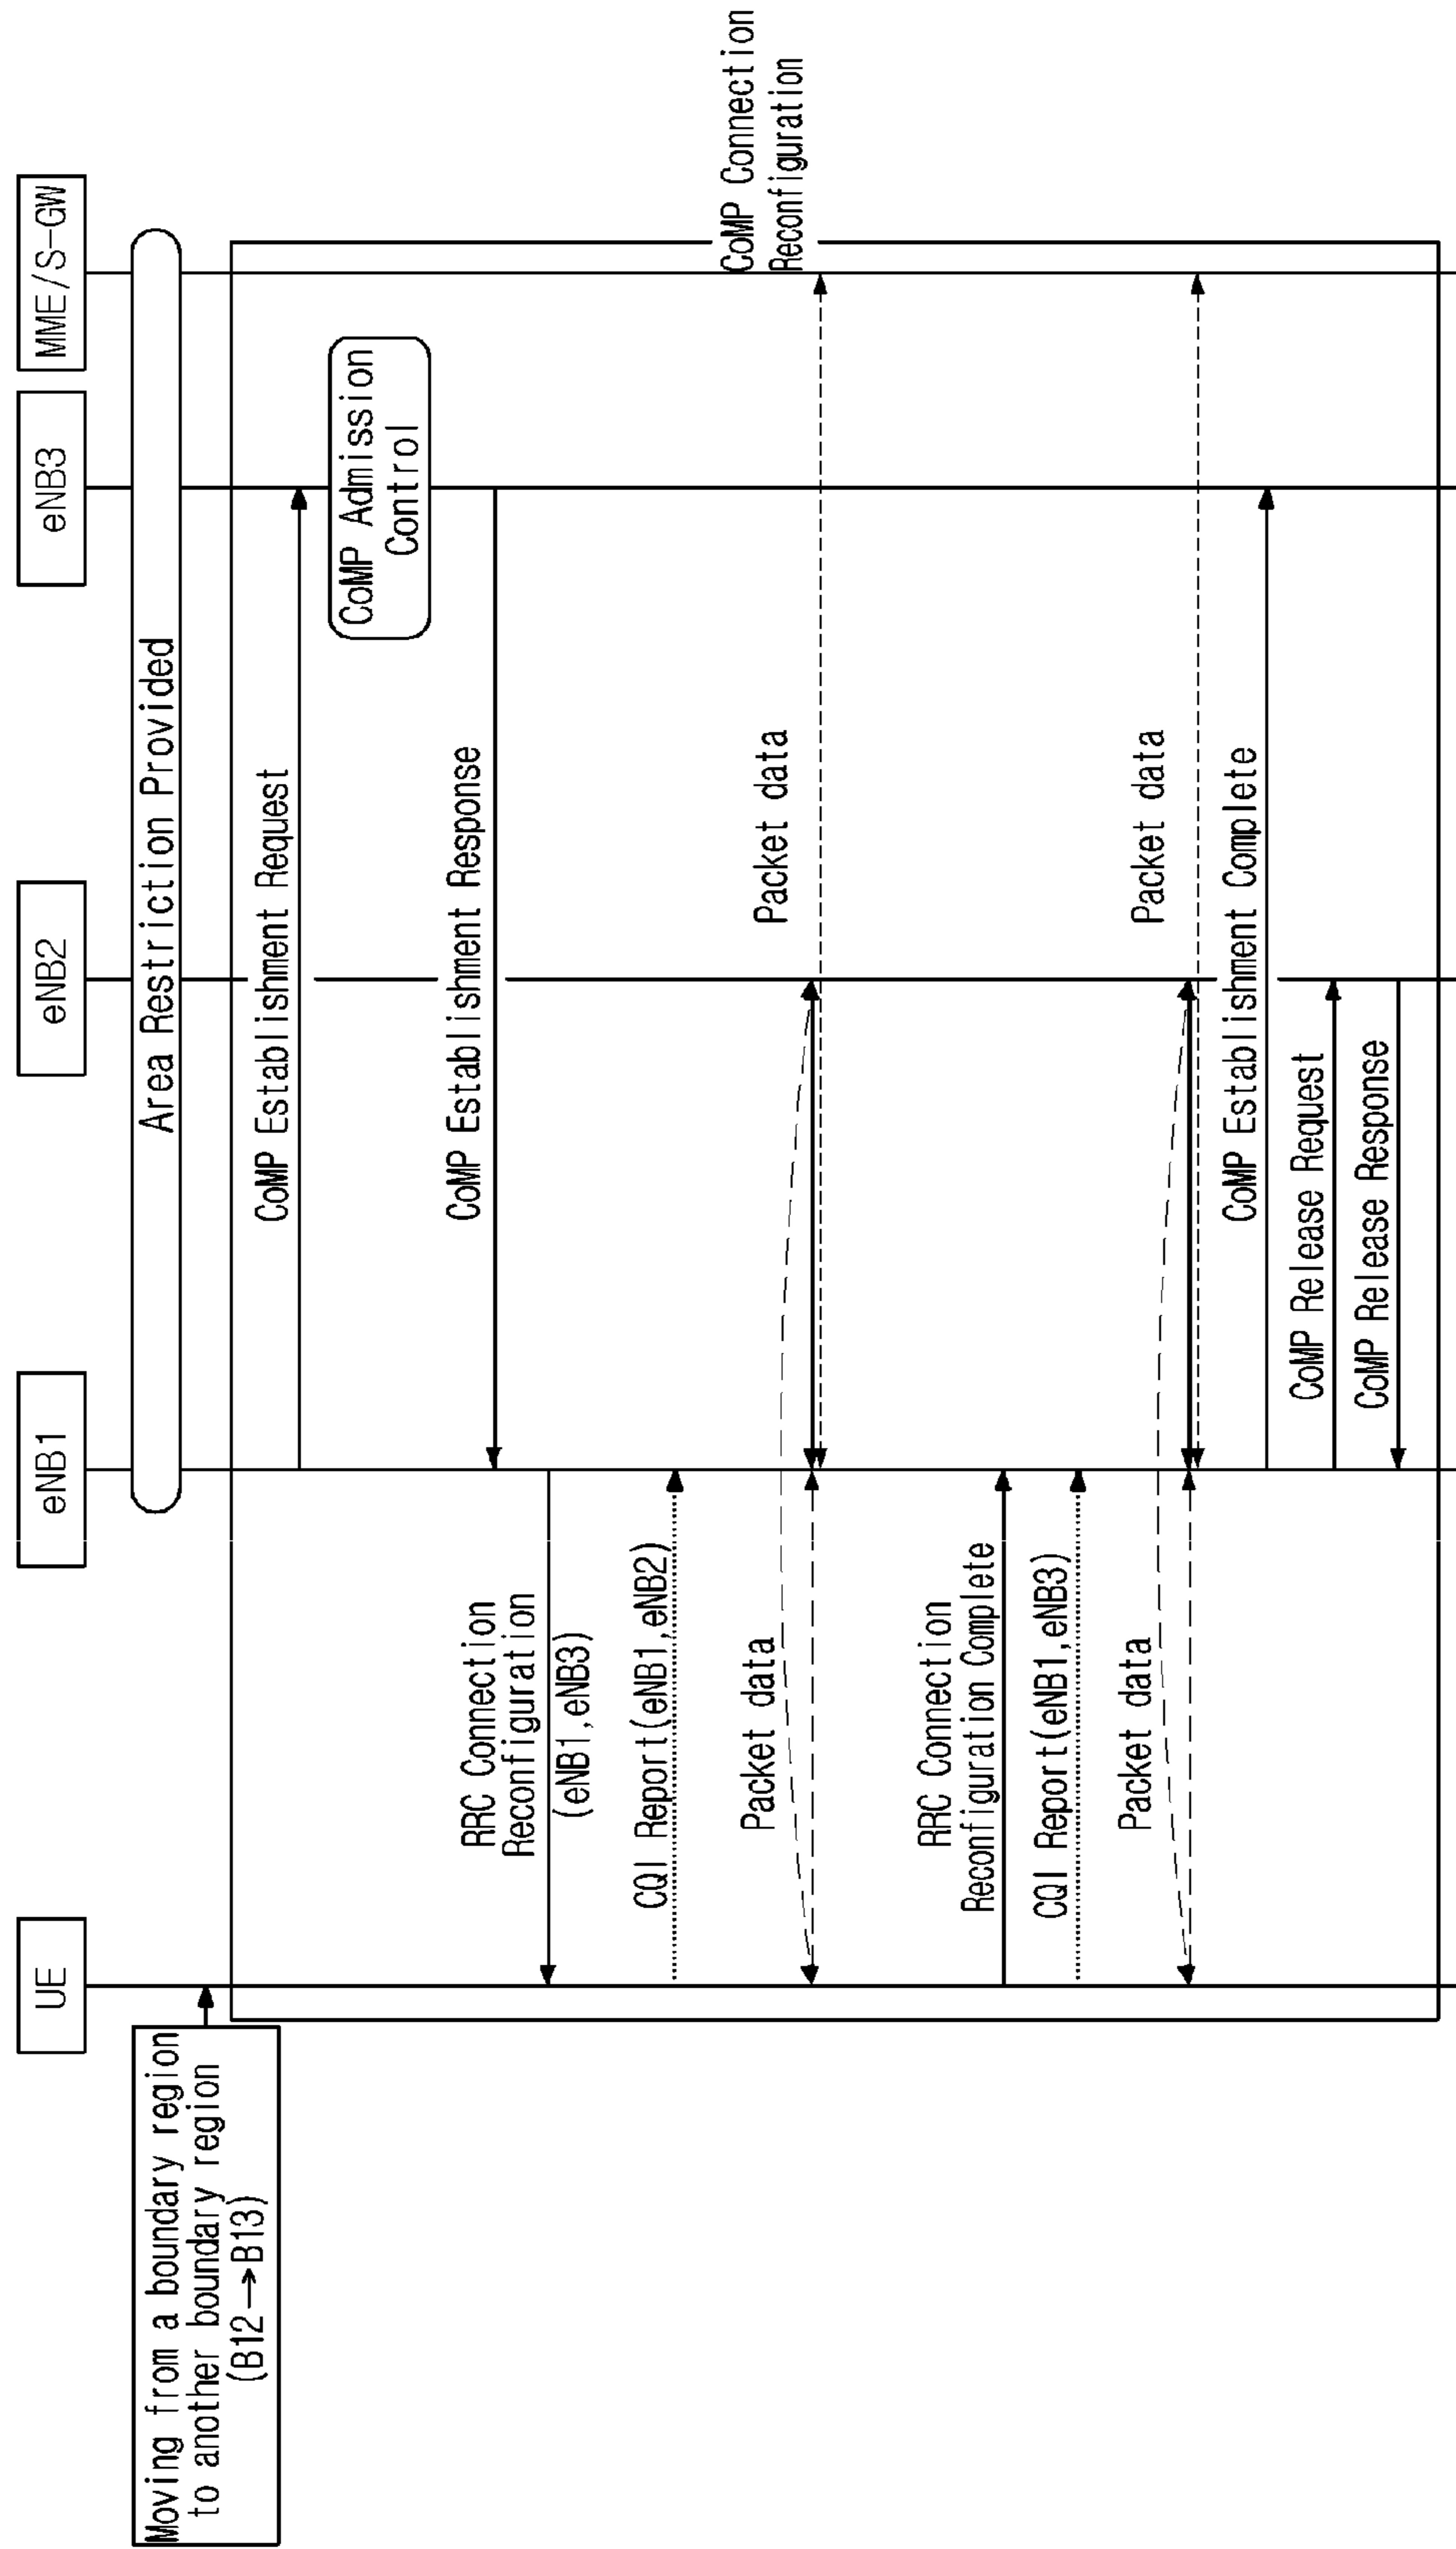 UE
eNB1
eNB2
eNB3
MME/S-GW
Area Restriction Provided
Moving from a boundary region
to another boundary region
(B12→B13)
CoMP Establishment Request
CoMP Admission
Control
CoMP Establishment Response
RRC Connection
Reconfiguration
(eNB1,eNB3)
CQI Report(eNB1,eNB2)
Packet data
Packet data
CoMP Connection
Reconfiguration
RRC Connection
Reconfiguration Complete
CQI Report(eNB1,eNB3)
Packet data
Packet data
CoMP Establishment Complete
CoMP Release Request
CoMP Release Response